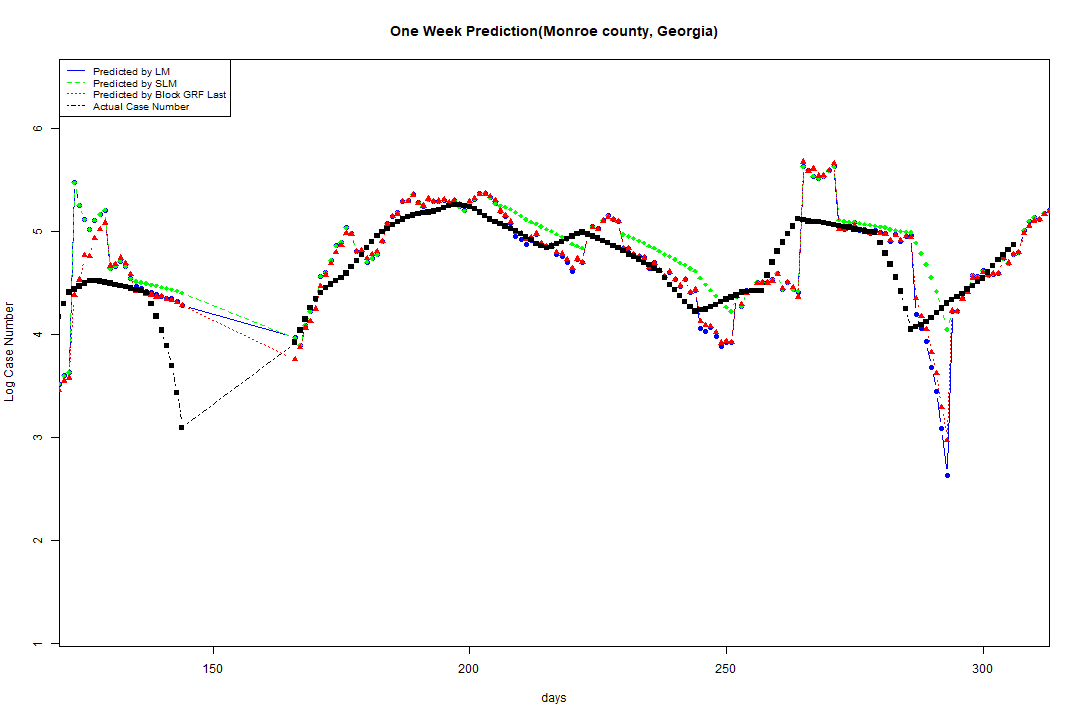 One Week Prediction(Monroe county, Georgia)
Predicted by LM
Predicted by SLM
Predicted by Block GRF Last
Actual Case Number
6
5
4
3
2
1
Log Case Number
150 200 250 300
days